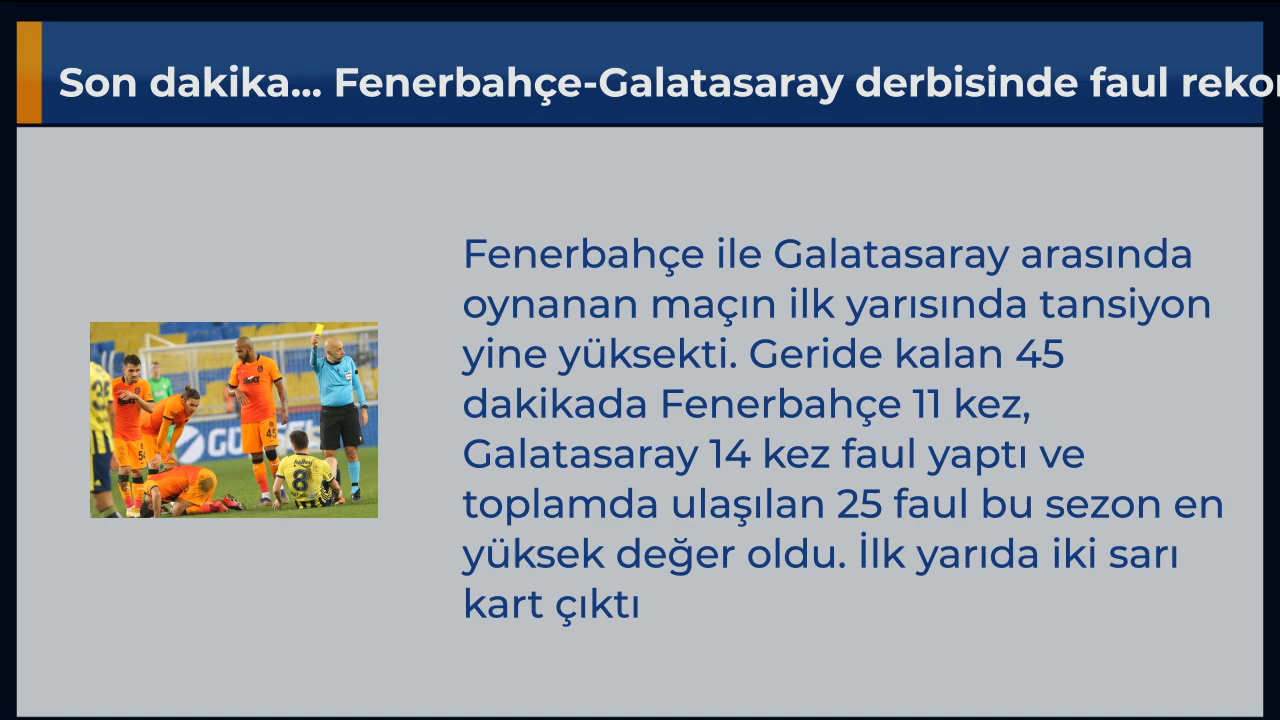 Son dakika... Fenerbahçe-Galatasaray derbisinde faul
Fenerbahçe ile Galatasaray arasında
oynanan maçın ilk yarısında tansiyon
yine yüksekti. Geride kalan 45
dakikada Fenerbahçe 11 kez,
Galatasaray 14 kez faul yaptı ve
toplamda ulaşılan 25 faul bu sezon en
yüksek değer oldu. İlk yarıda iki sarı
kart çıktı
45
8